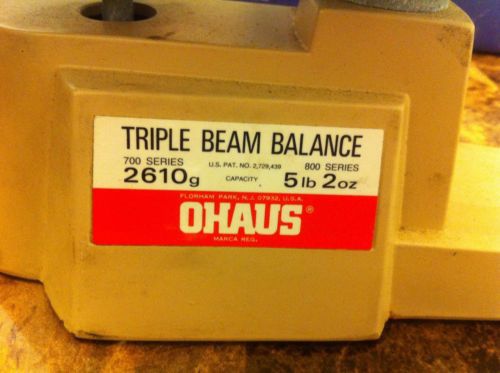 TRIPLE BEAM BALANCE
700 SERIES U.S. PAT. NO. 2,729,439 800 SERIES
2610g CAPACITY 5 lb 2 oz
FLORHAM PARK, N.J. 07932, U.S.A.
OHAUS®
MARCA REG.